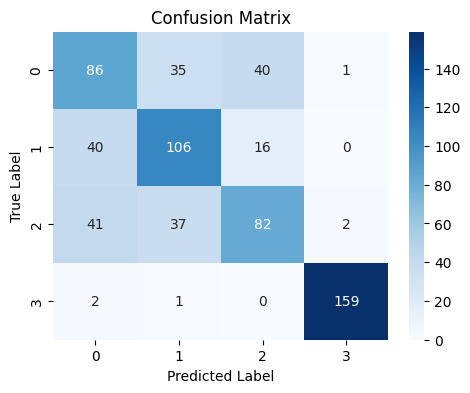 Confusion Matrix
True Label
0 86 35 40 1
1 40 106 16 0
2 41 37 82 2
3 2 1 0 159
0 1 2 3
Predicted Label
140
120
100
80
60
40
20
0